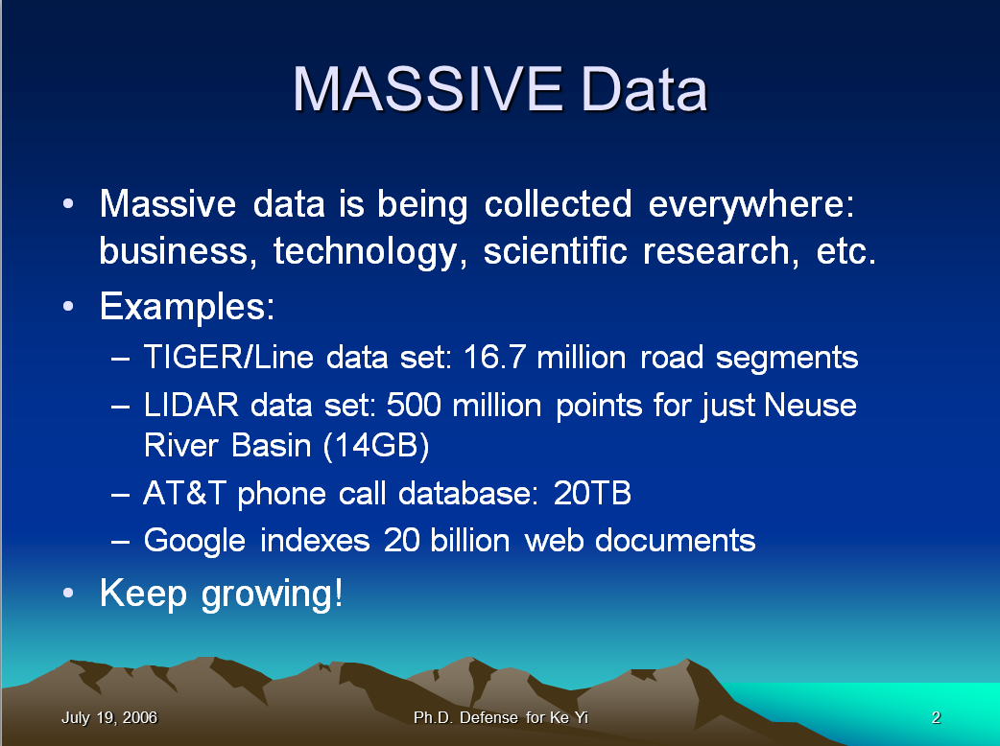 MASSIVE Data
• Massive data is being collected everywhere:
business, technology, scientific research, etc.
• Examples:
– TIGER/Line data set: 16.7 million road segments
– LIDAR data set: 500 million points for just Neuse
River Basin (14GB)
– AT&T phone call database: 20TB
– Google indexes 20 billion web documents
• Keep growing!
July 19, 2006
Ph.D. Defense for Ke Yi
2